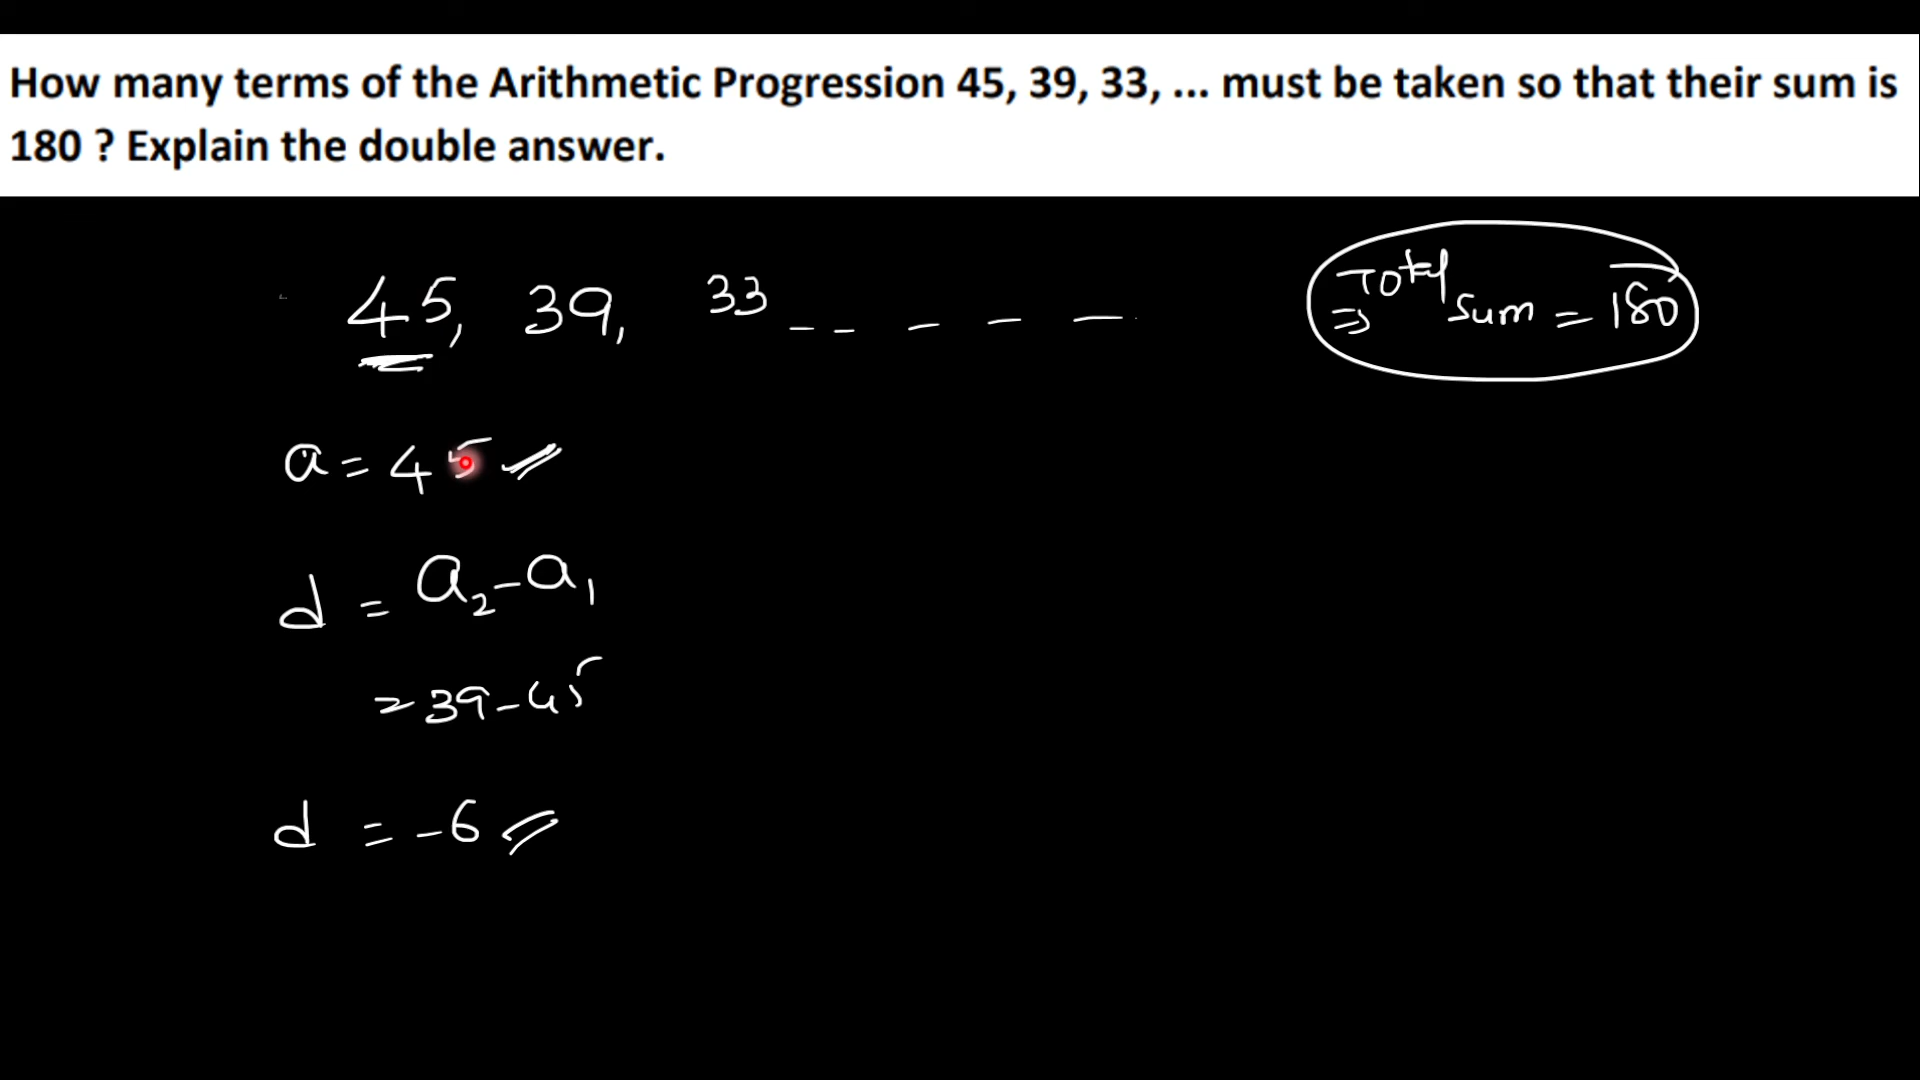 How many terms of the Arithmetic Progression 45, 39, 33, ... must be taken so that their sum is
180 ? Explain the double answer.
45, 39, 33 -- - - -
⇒ Total sum = 180
a = 45
d = a₂-a₁
= 39-45
d = -6